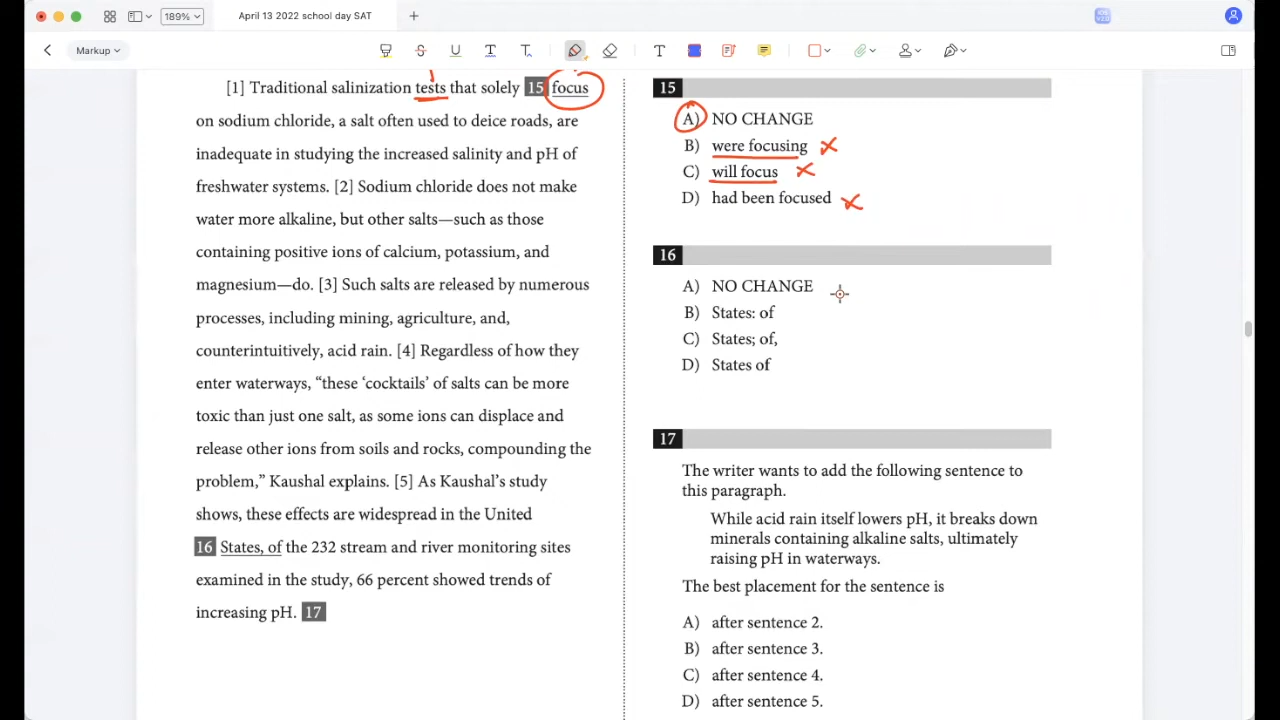 189%
April 13 2022 school day SAT
Markup
[1] Traditional salinization tests that solely 15 focus
on sodium chloride, a salt often used to deice roads, are
inadequate in studying the increased salinity and pH of
freshwater systems. [2] Sodium chloride does not make
water more alkaline, but other salts—such as those
containing positive ions of calcium, potassium, and
magnesium—do. [3] Such salts are released by numerous
processes, including mining, agriculture, and,
counterintuitively, acid rain. [4] Regardless of how they
enter waterways, “these ‘cocktails’ of salts can be more
toxic than just one salt, as some ions can displace and
release other ions from soils and rocks, compounding the
problem,” Kaushal explains. [5] As Kaushal’s study
shows, these effects are widespread in the United
16 States, of the 232 stream and river monitoring sites
examined in the study, 66 percent showed trends of
increasing pH. 17
15
A) NO CHANGE
B) were focusing
C) will focus
D) had been focused
16
A) NO CHANGE
B) States: of
C) States; of,
D) States of
17
The writer wants to add the following sentence to
this paragraph.
While acid rain itself lowers pH, it breaks down
minerals containing alkaline salts, ultimately
raising pH in waterways.
The best placement for the sentence is
A) after sentence 2.
B) after sentence 3.
C) after sentence 4.
D) after sentence 5.